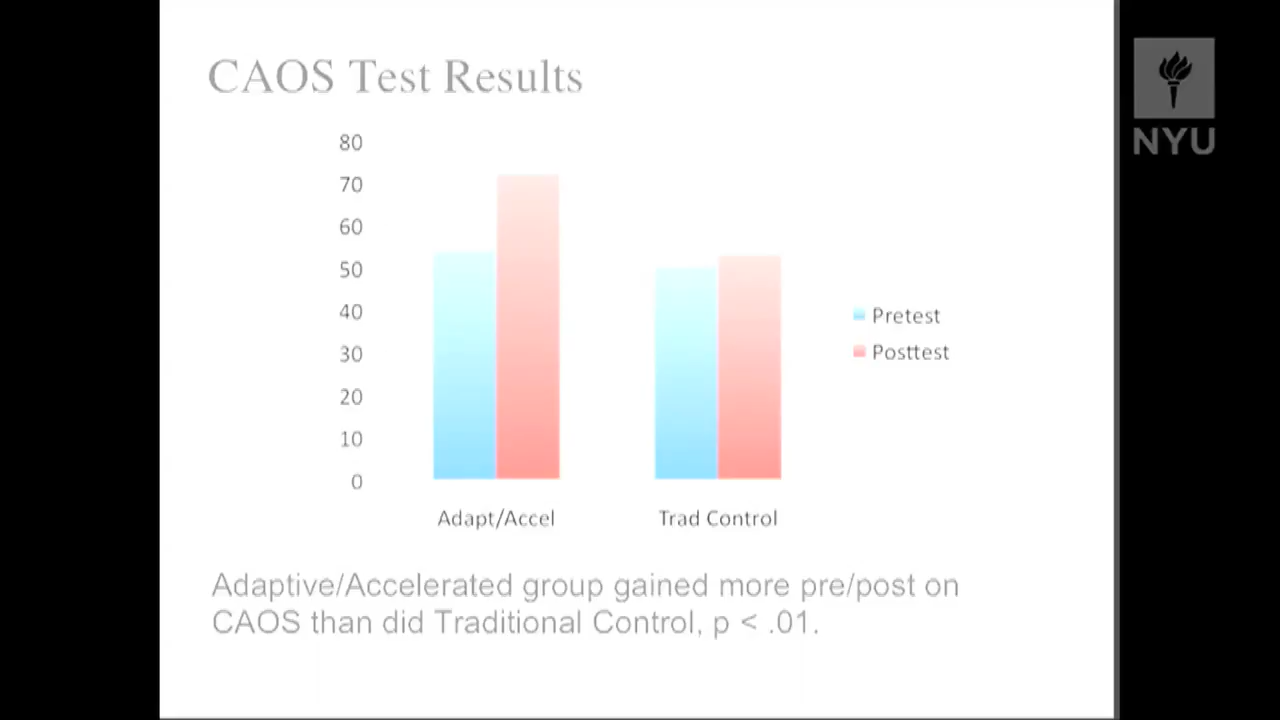 CAOS Test Results
80
70
60
50
40
30
20
10
0
Adapt/Accel
Trad Control
Pretest
Posttest
Adaptive/Accelerated group gained more pre/post on
CAOS than did Traditional Control, p < .01.
NYU